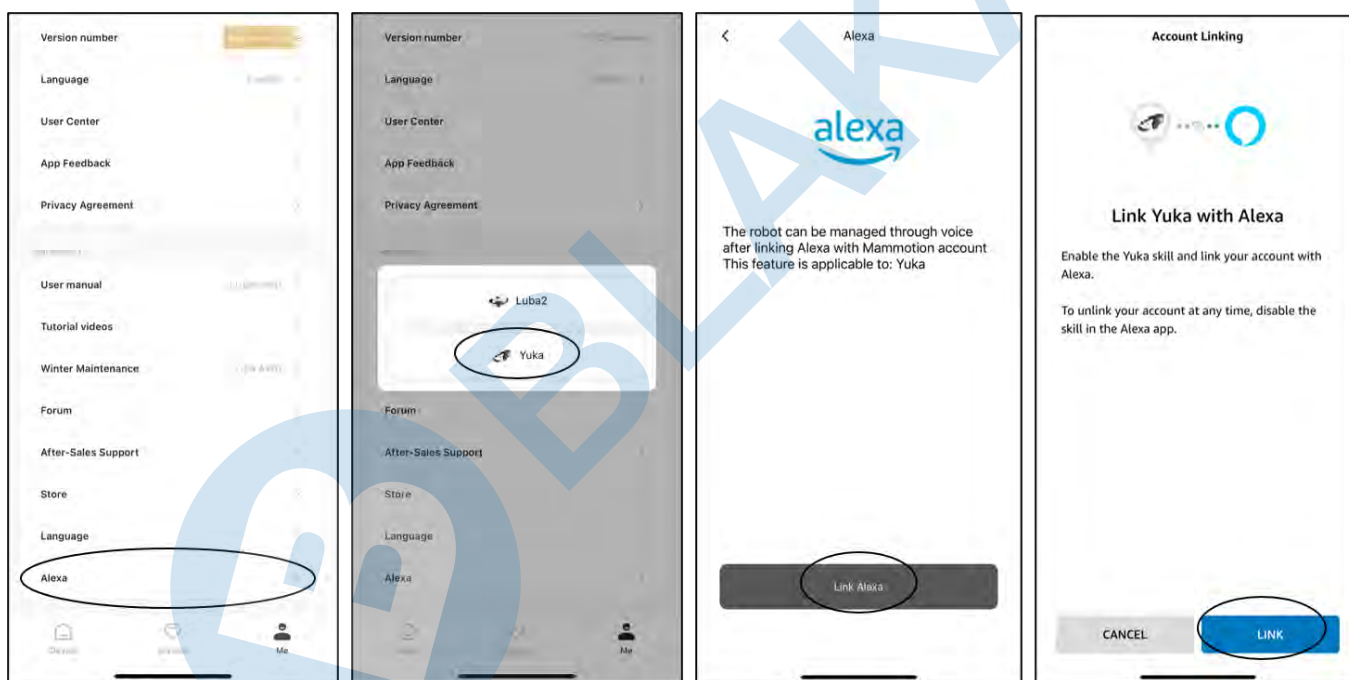 Version number
Language
User Center
App Feedback
Privacy Agreement
User manual
Tutorial videos
Winter Maintenance
Forum
After-Sales Support
Store
Language
Alexa
Me
Version number
Language
User Center
App Feedback
Privacy Agreement
Luba2
Yuka
Forum
After-Sales Support
Store
Language
Alexa
Me
Alexa
alexa
The robot can be managed through voice
after linking Alexa with Mammotion account
This feature is applicable to: Yuka
Link Alexa
Account Linking
Link Yuka with Alexa
Enable the Yuka skill and link your account with
Alexa.
To unlink your account at any time, disable the
skill in the Alexa app.
CANCEL
LINK